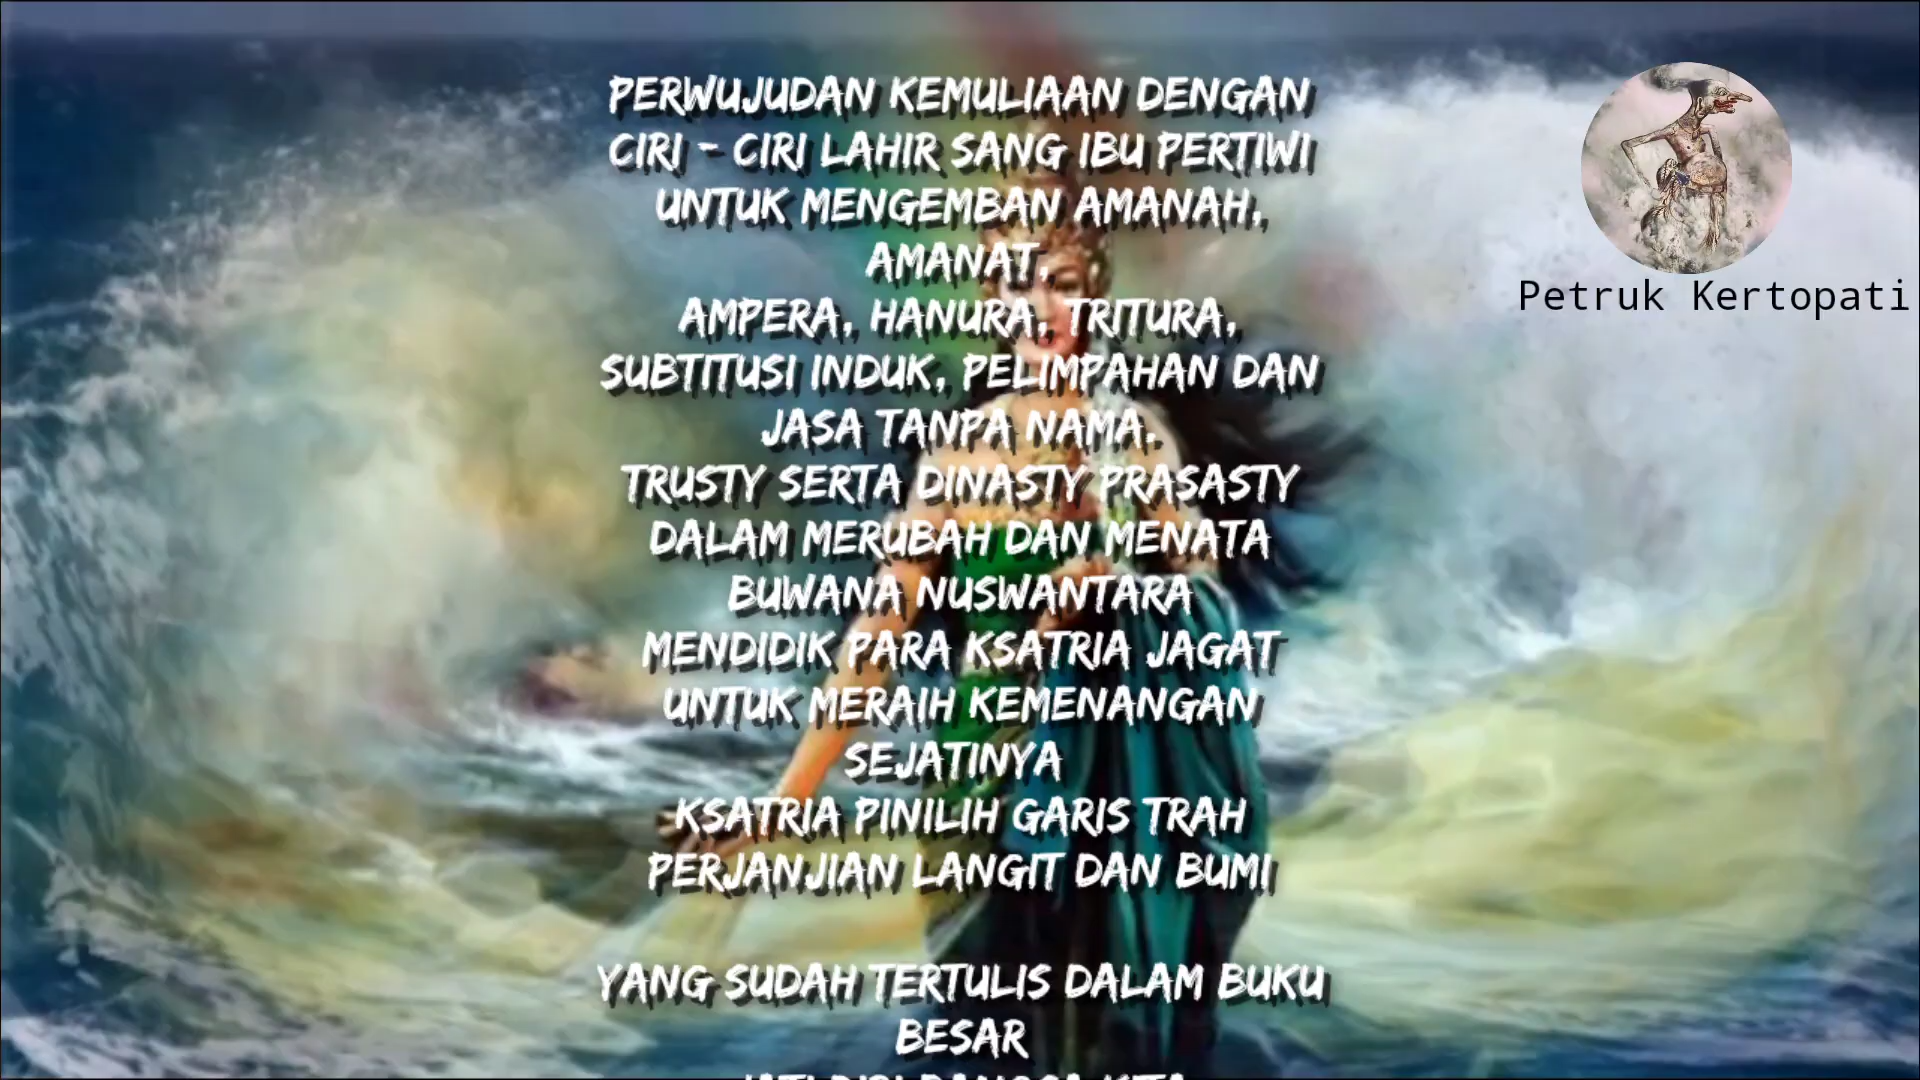 PERWUJUDAN KEMULIAAN DENGAN
CIRI - CIRI LAHIR SANG IBU PERTIWI
UNTUK MENGEMBAN AMANAH,
AMANAT,
AMPERA, HANURA, TRITURA,
SUBTITUSI INDUK, PELIMPAHAN DAN
JASA TANPA NAMA.
TRUSTY SERTA DINASTY PRASASTY
DALAM MERUBAH DAN MENATA
BUWANA NUSWANTARA
MENDIDIK PARA KSATRIA JAGAT
UNTUK MERAIH KEMENANGAN
SEJATINYA
KSATRIA PINILIH GARIS TRAH
PERJANJIAN LANGIT DAN BUMI
YANG SUDAH TERTULIS DALAM BUKU
BESAR
Petruk Kertopati